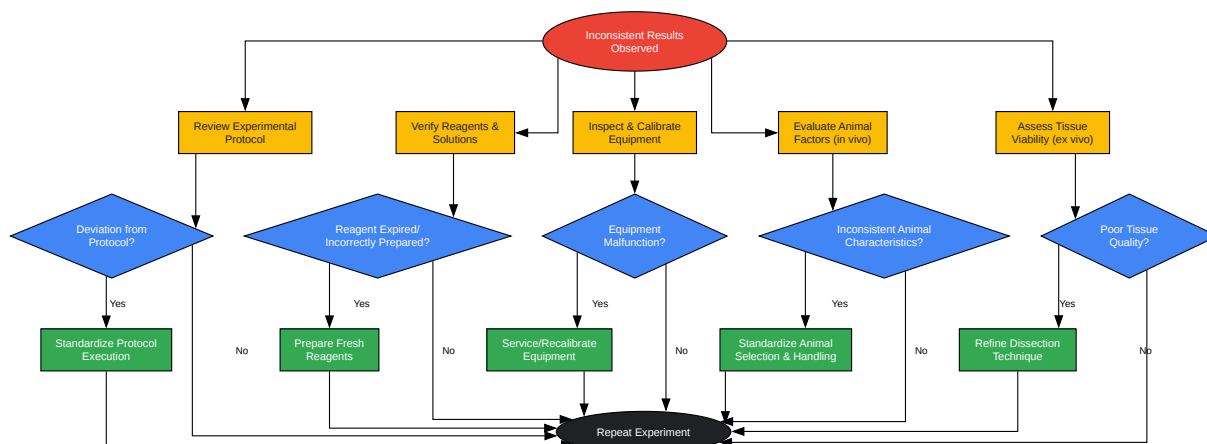 Inconsistent Results
Observed
Review Experimental
Protocol
Verify Reagents &
Solutions
Inspect & Calibrate
Equipment
Evaluate Animal
Factors (in vivo)
Assess Tissue
Viability (ex vivo)
Deviation from
Protocol?
Reagent Expired/
Incorrectly Prepared?
Equipment
Malfunction?
Inconsistent Animal
Characteristics?
Poor Tissue
Quality?
Yes
Yes
Yes
Yes
Yes
Standardize Protocol
Execution
No
Prepare Fresh
Reagents
No
Service/Recalibrate
Equipment
No
Standardize Animal
Selection & Handling
No
Refine Dissection
Technique
No
Repeat Experiment